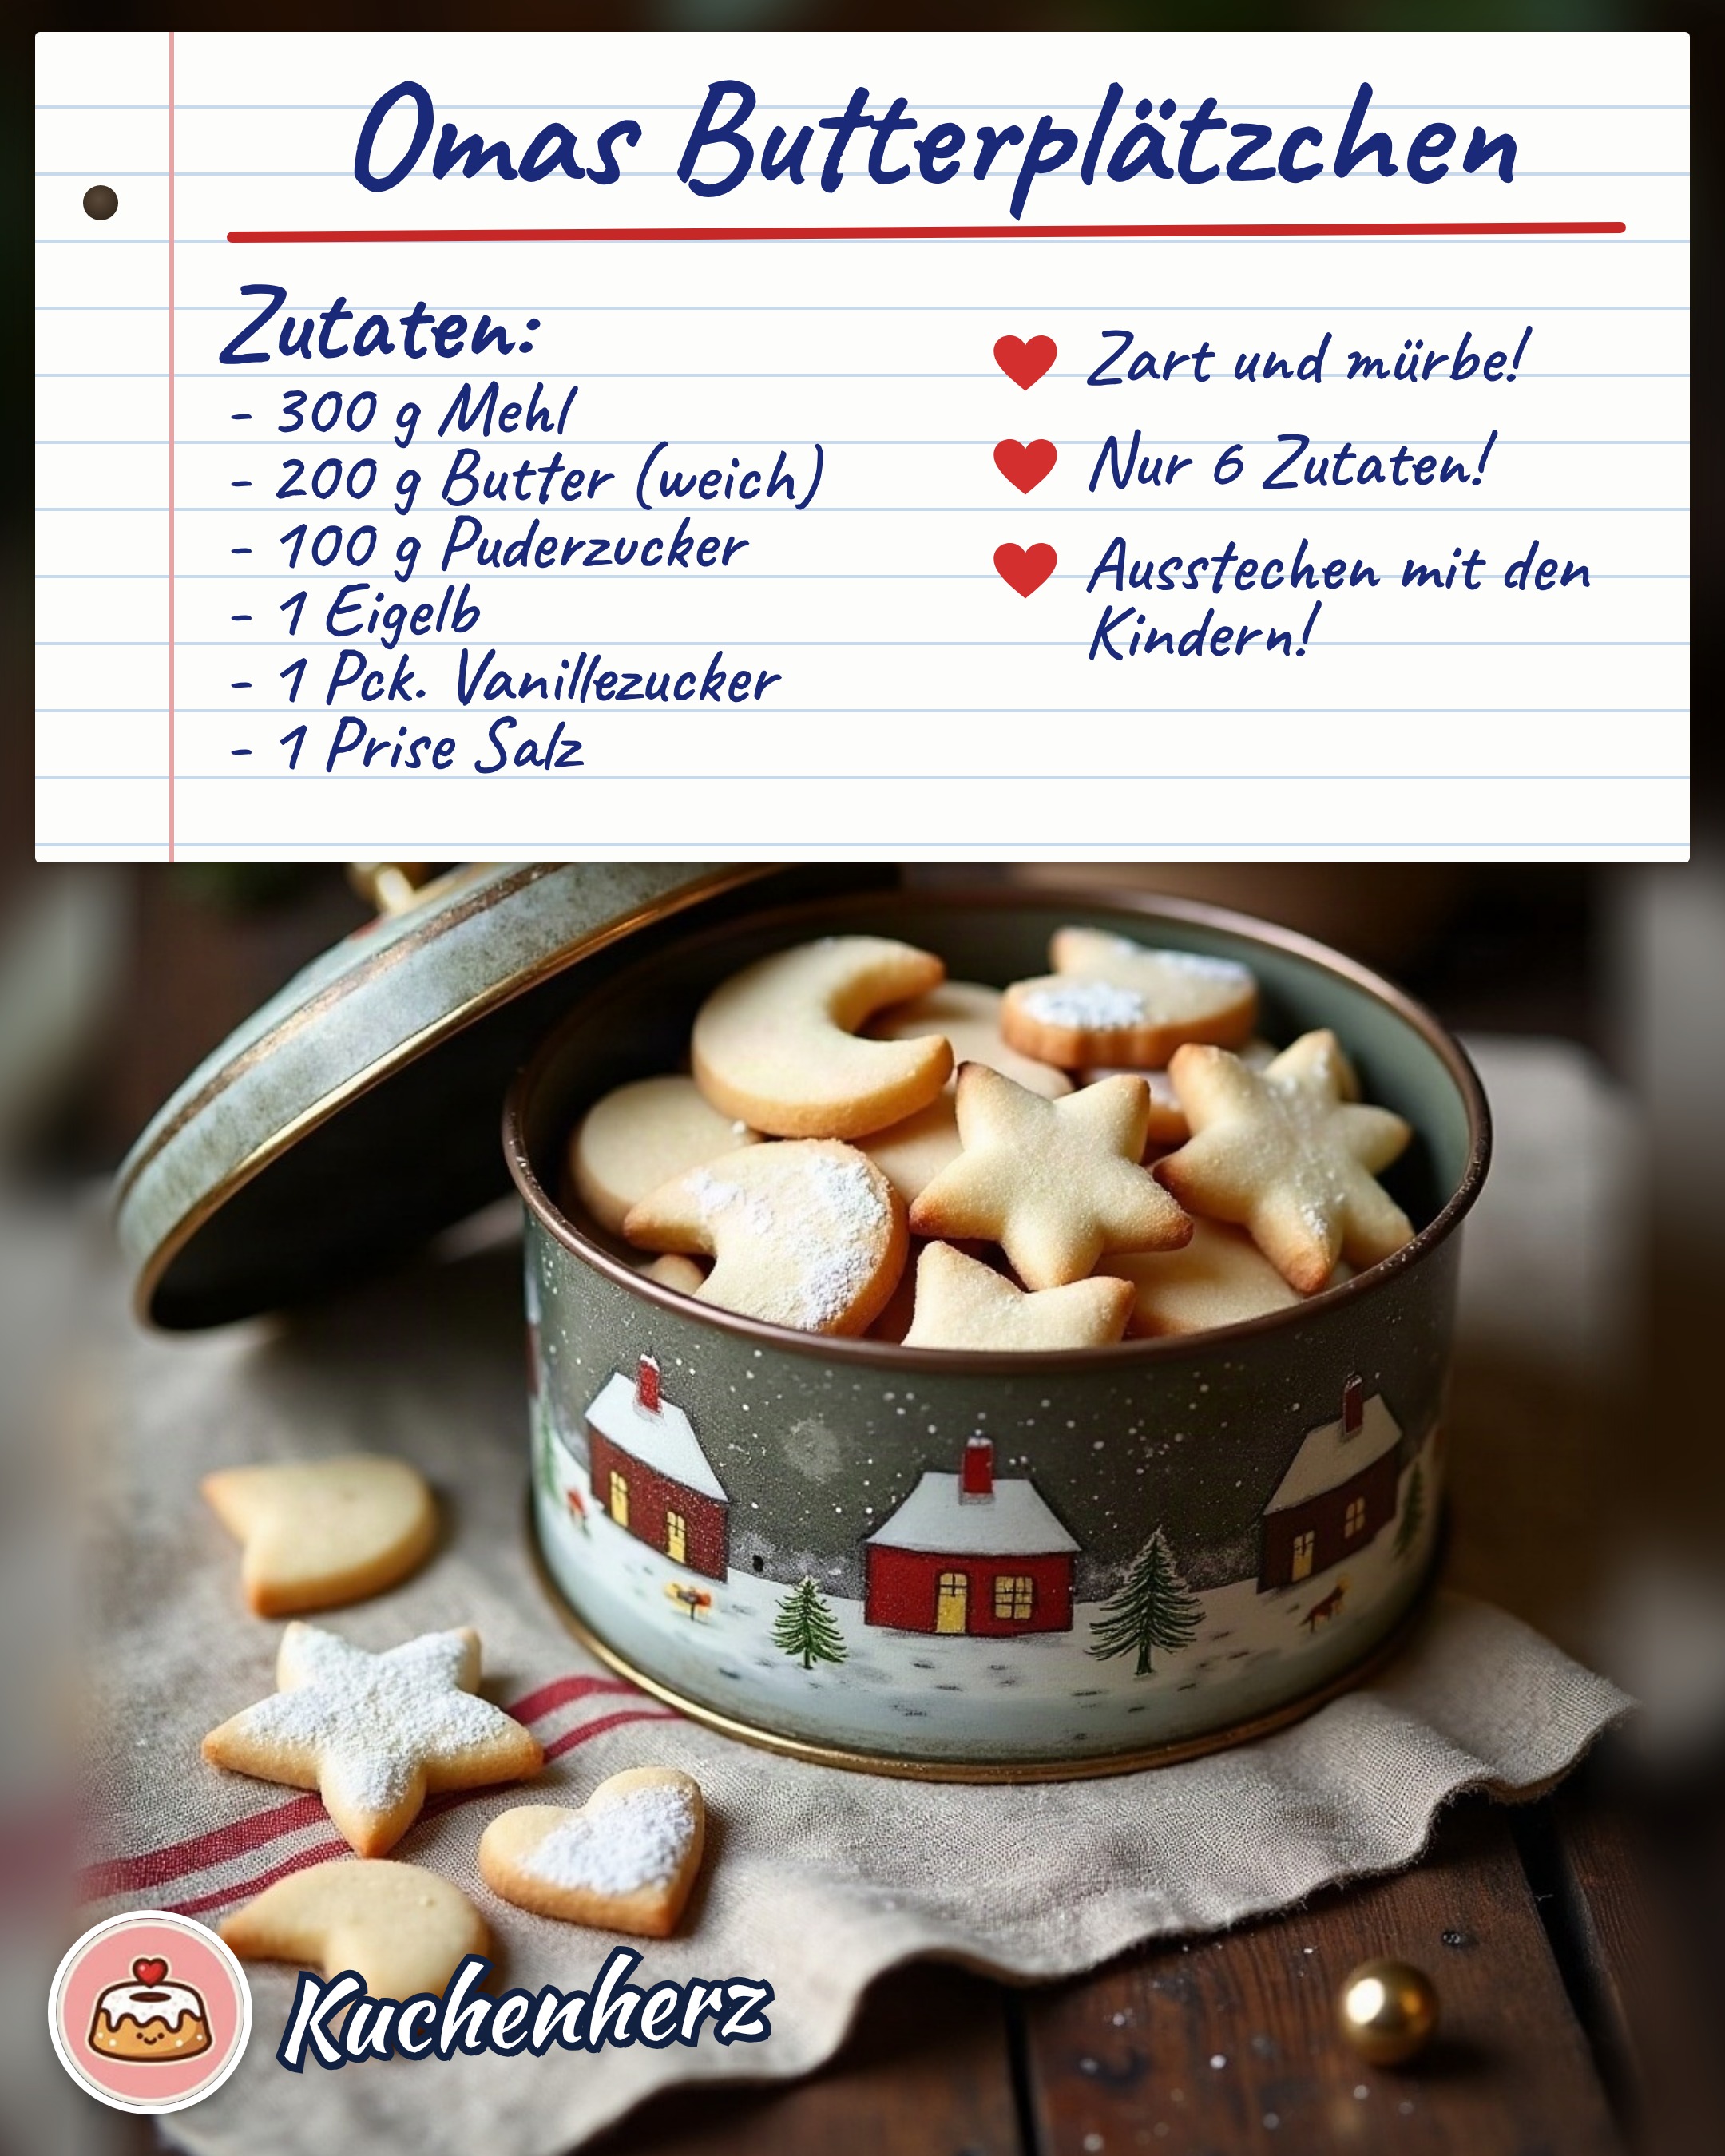 Omas Butterplätzchen
Zutaten:
- 300 g Mehl
- 200 g Butter (weich)
- 100 g Puderzucker
- 1 Eigelb
- 1 Pck. Vanillezucker
- 1 Prise Salz
Zart und mürbe!
Nur 6 Zutaten!
Ausstechen mit den
Kindern!
Kuchenherz